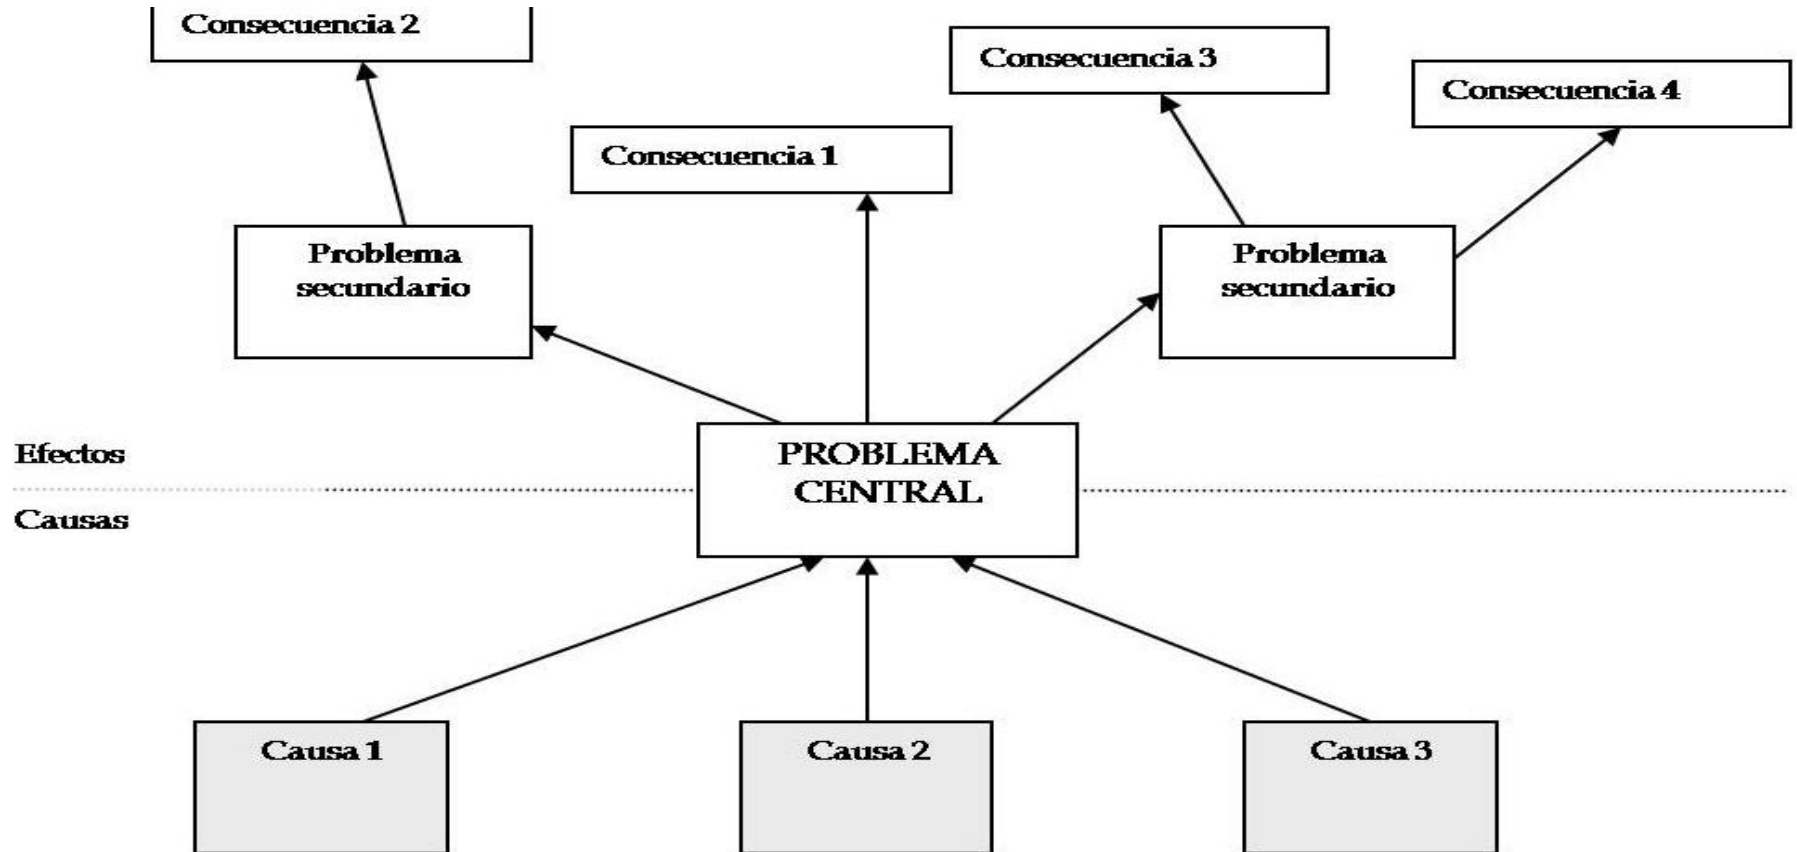 Consecuencia 2
Consecuencia 3
Consecuencia 4
Consecuencia 1
Problema
secundario
Problema
secundario
Efectos
PROBLEMA
CENTRAL
Causas
Causa 1
Causa 2
Causa 3